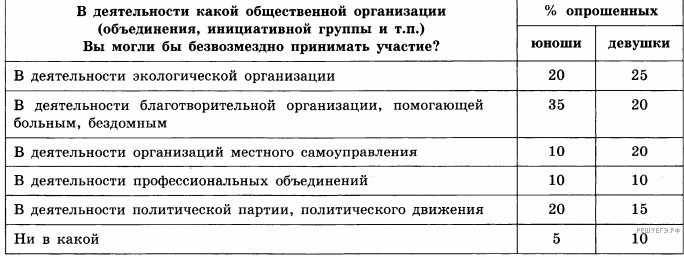 В деятельности какой общественной организации
(объединения, инициативной группы и т.п.)
Вы могли бы безвозмездно принимать участие?
% опрошенных
юноши девушки
В деятельности экологической организации 20 25
В деятельности благотворительной организации, помогающей
больным, бездомным 35 20
В деятельности организаций местного самоуправления 10 20
В деятельности профессиональных объединений 10 10
В деятельности политической партии, политического движения 20 15
Ни в какой 5 10
РЕШУЕГЭ.РФ